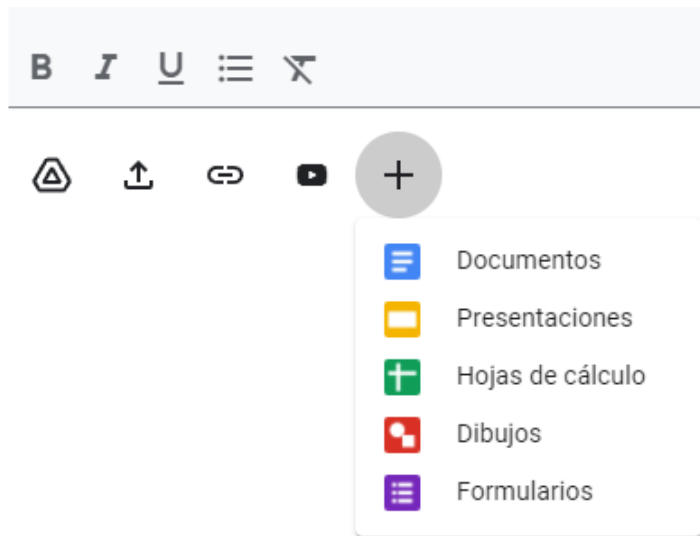 B I U
Documentos
Presentaciones
Hojas de cálculo
Dibujos
Formularios